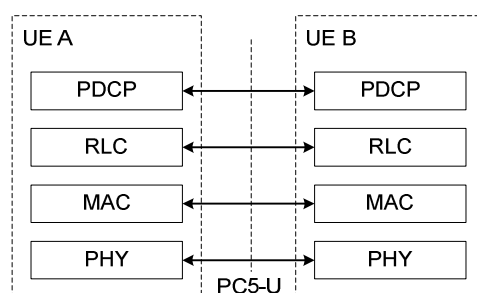 UE A UE B
PDCP PDCP
RLC RLC
MAC MAC
PHY PHY
PC5-U